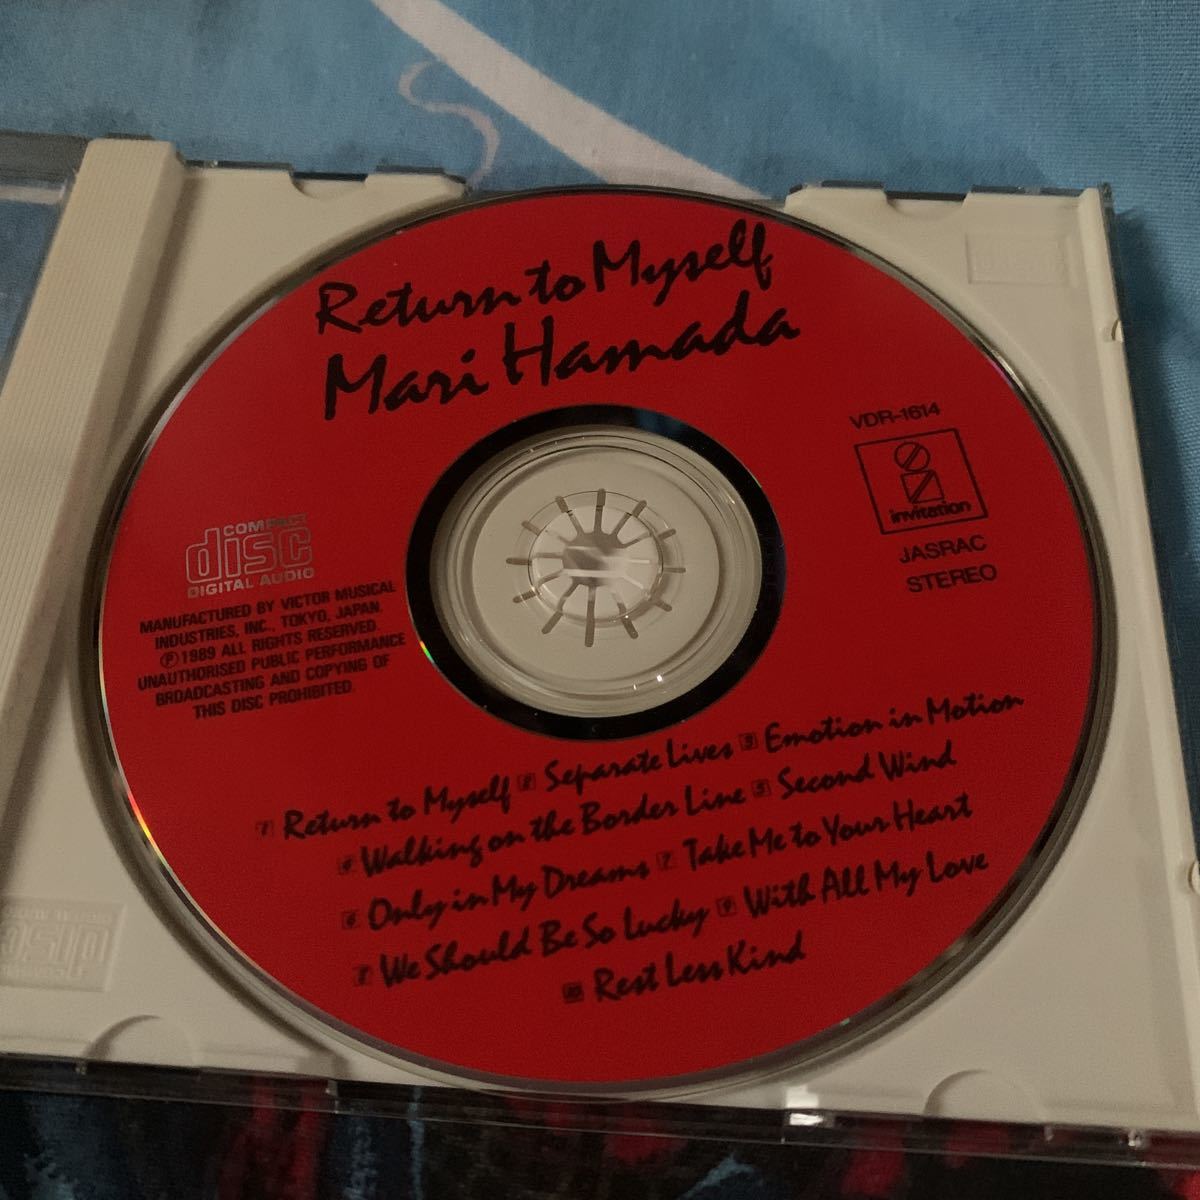 Return to Myself
Mari Hamada
VDR-1614
invitation
JASRAC
STEREO
COMPACT
disc
DIGITAL AUDIO
MANUFACTURED BY VICTOR MUSICAL
INDUSTRIES, INC., TOKYO, JAPAN.
Ⓟ1989 ALL RIGHTS RESERVED.
UNAUTHORISED PUBLIC PERFORMANCE
BROADCASTING AND COPYING OF
THIS DISC PROHIBITED.
1 Return to Myself 2 Separate Lives 3 Emotion in Motion
4 Walking on the Border Line 5 Second Wind
6 Only in My Dreams 7 Take Me to Your Heart
8 We Should Be So Lucky 9 With All My Love
10 Rest Less Kind